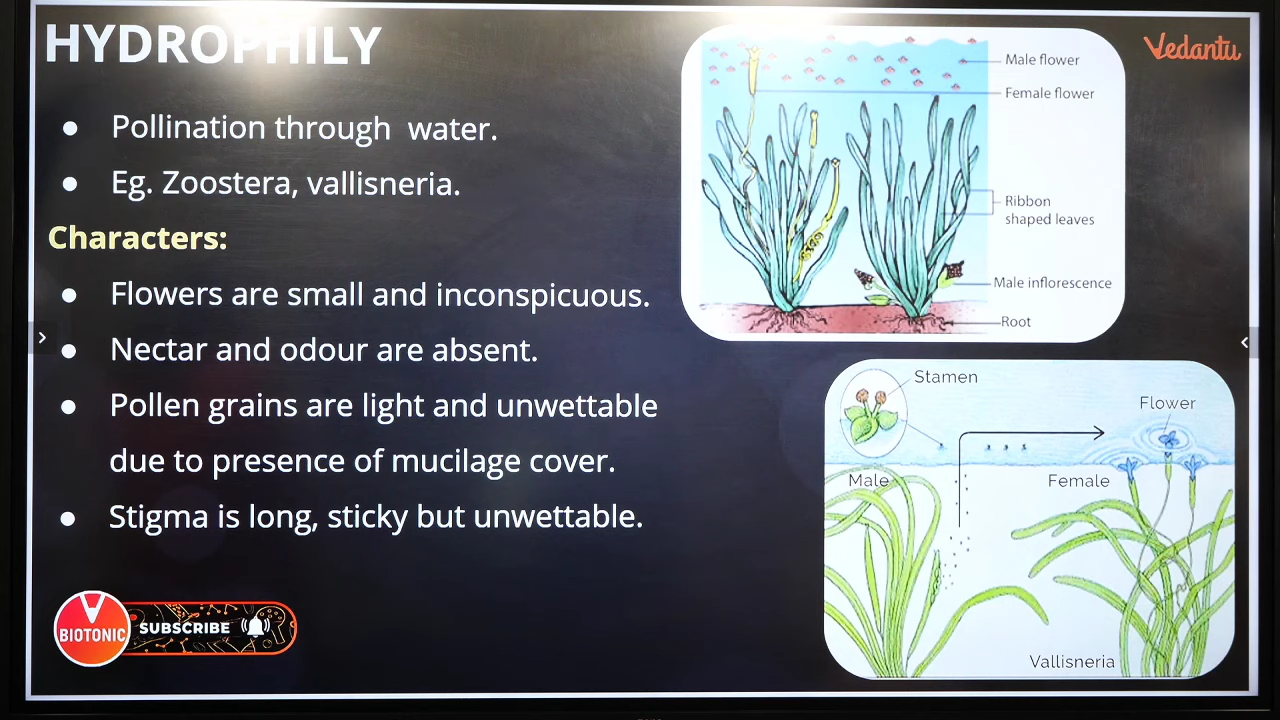 HYDROPHILY
Vedantu
● Pollination through water.
● Eg. Zoostera, vallisneria.
Characters:
● Flowers are small and inconspicuous.
● Nectar and odour are absent.
● Pollen grains are light and unwettable
due to presence of mucilage cover.
● Stigma is long, sticky but unwettable.
Male flower
Female flower
Ribbon
shaped leaves
Male inflorescence
Root
Stamen
Flower
Male
Female
Vallisneria
BIOTONIC
SUBSCRIBE